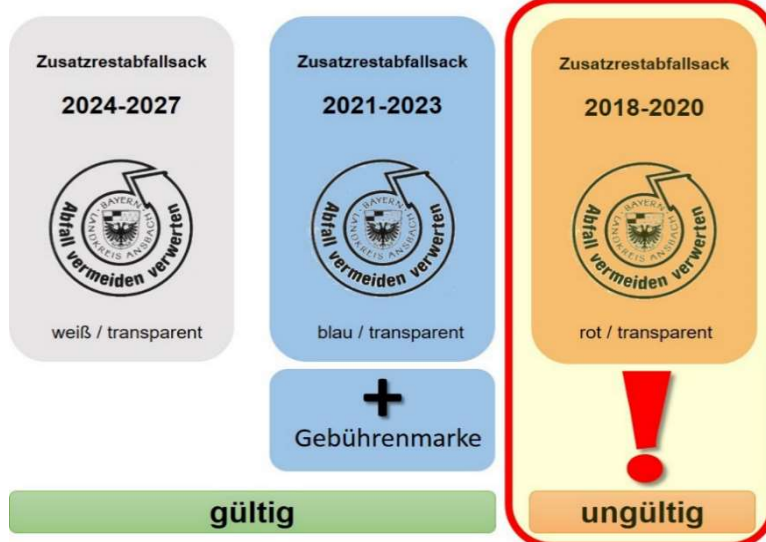 Zusatzrestabfallsack
2024-2027
BAYERN
LANDKREIS ANSBACH
Abfall vermeiden verwerten
weiß / transparent
Zusatzrestabfallsack
2021-2023
BAYERN
LANDKREIS ANSBACH
Abfall vermeiden verwerten
blau / transparent
+
Gebührenmarke
gültig
Zusatzrestabfallsack
2018-2020
BAYERN
LANDKREIS ANSBACH
Abfall vermeiden verwerten
rot / transparent
!
ungültig